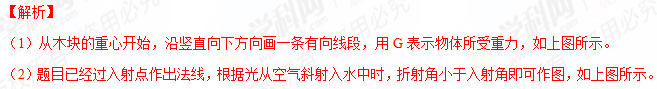 【解析】
（1）从木块的重心开始，沿竖直向下方向画一条有向线段，用 G 表示物体所受重力，如上图所示。
（2）题目已经过入射点作出法线，根据光从空气斜射入水中时，折射角小于入射角即可作图，如上图所示。